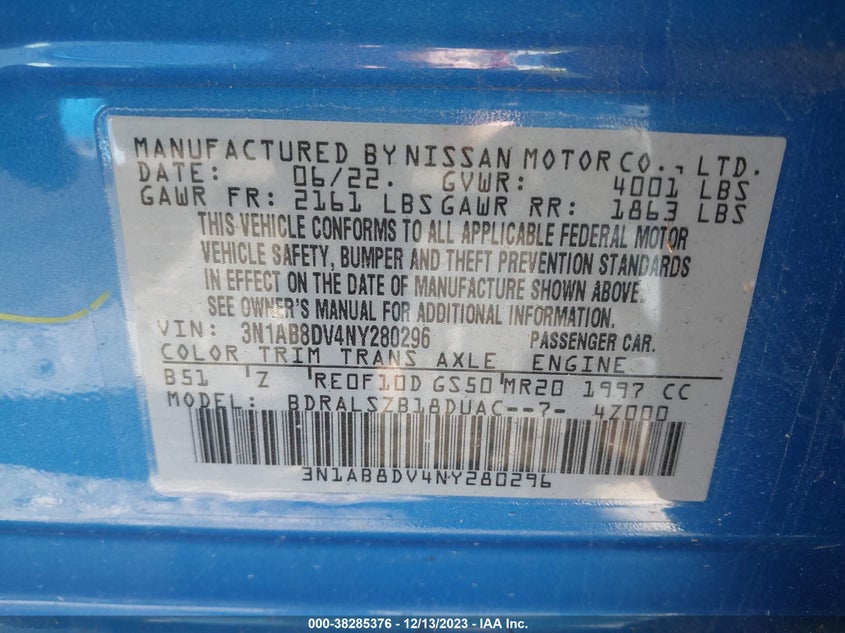 MANUFACTURED BY NISSAN MOTOR CO., LTD.
DATE: 06/22. GVWR: 4001 LBS
GAWR FR: 2161 LBS GAWR RR: 1863 LBS
THIS VEHICLE CONFORMS TO ALL APPLICABLE FEDERAL MOTOR
VEHICLE SAFETY, BUMPER AND THEFT PREVENTION STANDARDS
IN EFFECT ON THE DATE OF MANUFACTURE SHOWN ABOVE.
SEE OWNER'S MANUAL FOR ADDITIONAL INFORMATION.
VIN: 3N1AB8DV4NY280296 PASSENGER CAR.
COLOR TRIM TRANS AXLE ENGINE
B51 Z RE0F10D GS50 MR20 1997 CC
MODEL: BDRALSZB18DUAC--7- 4Z000
3N1AB8DV4NY280296
000-38285376 - 12/13/2023 - IAA Inc.